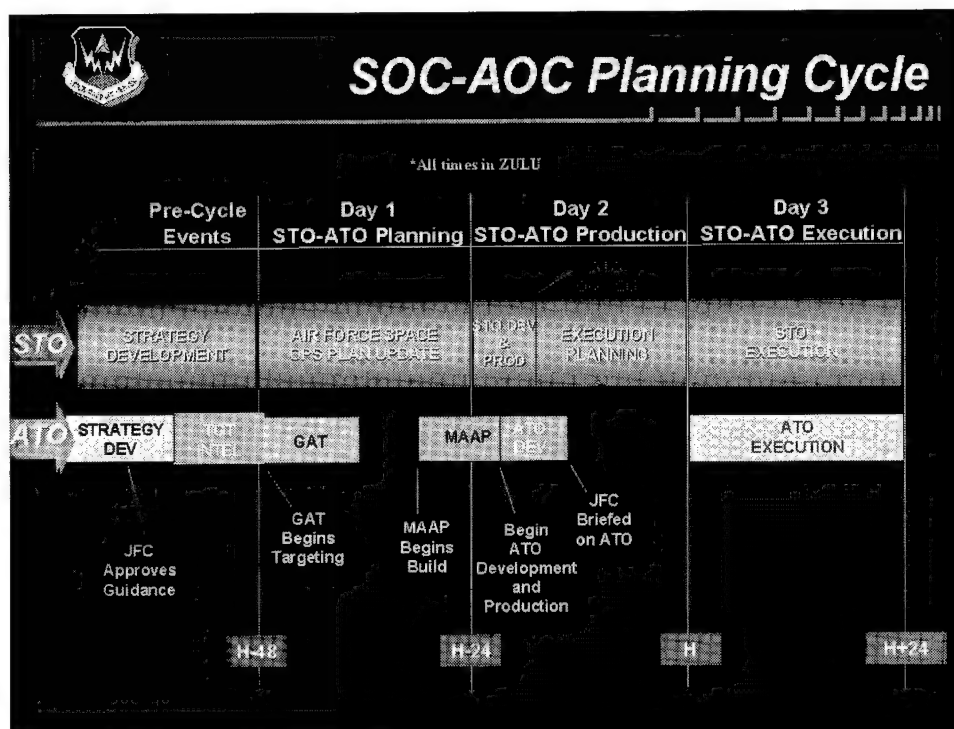 SOC-AOC Planning Cycle
*All times in ZULU
Pre-Cycle
Events
Day 1
STO-ATO Planning
Day 2
STO-ATO Production
Day 3
STO-ATO Execution
STO
STRATEGY
DEVELOPMENT
AIR FORCE SPACE
OPS PLAN UPDATE
STO DEV
&
PROD
EXECUTION
PLANNING
STO
EXECUTION
ATO
STRATEGY
DEV
TGT
INTEL
GAT
MAAP
ATO
DEV
ATO
EXECUTION
JFC
Approves
Guidance
GAT
Begins
Targeting
MAAP
Begins
Build
Begin
ATO
Development
and
Production
JFC
Briefed
on ATO
H-48
H-24
H
H+24